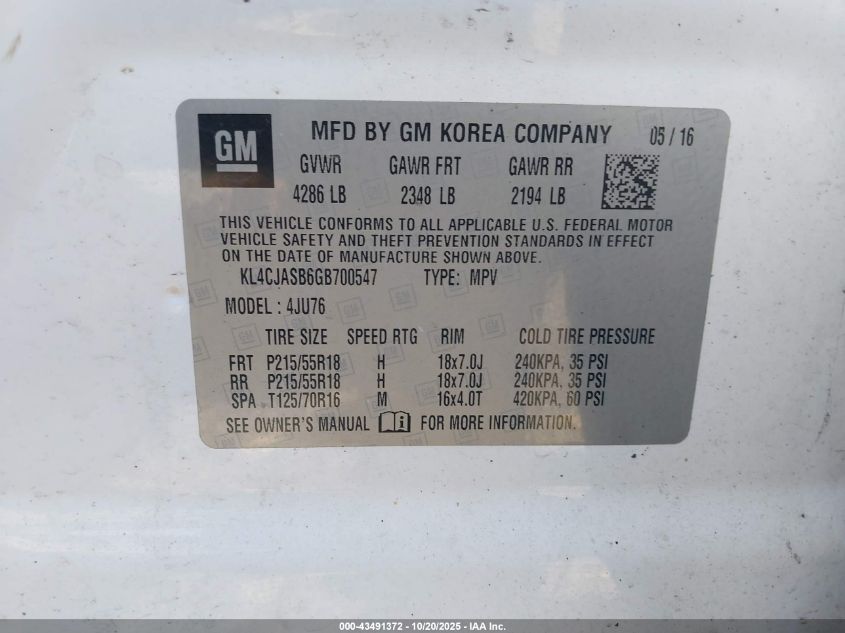 GM
MFD BY GM KOREA COMPANY 05 / 16
GVWR GAWR FRT GAWR RR
4286 LB 2348 LB 2194 LB
THIS VEHICLE CONFORMS TO ALL APPLICABLE U.S. FEDERAL MOTOR
VEHICLE SAFETY AND THEFT PREVENTION STANDARDS IN EFFECT
ON THE DATE OF MANUFACTURE SHOWN ABOVE.
KL4CJASB6GB700547 TYPE: MPV
MODEL : 4JU76
TIRE SIZE SPEED RTG RIM COLD TIRE PRESSURE
FRT P215/55R18 H 18x7.0J 240KPA, 35 PSI
RR P215/55R18 H 18x7.0J 240KPA, 35 PSI
SPA T125/70R16 M 16x4.0T 420KPA, 60 PSI
SEE OWNER'S MANUAL i FOR MORE INFORMATION.
000-43491372 - 10/20/2025 - IAA Inc.